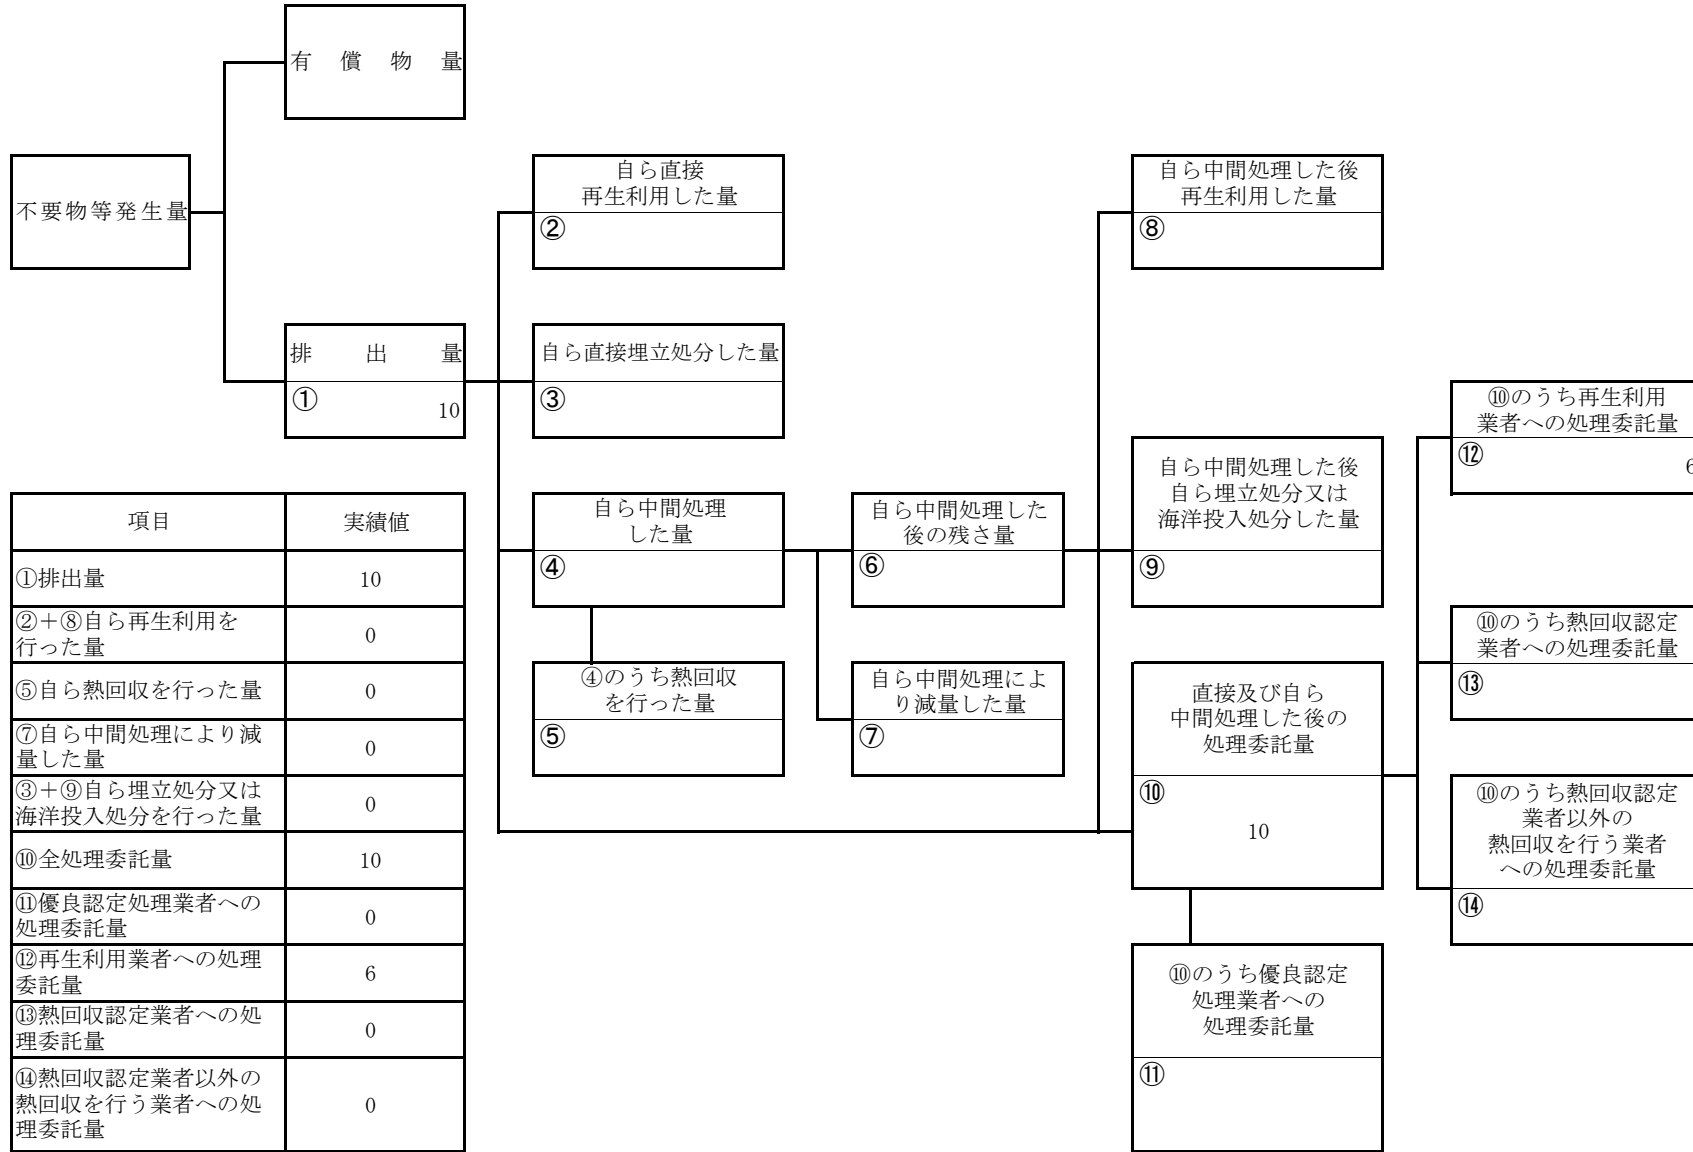 有償物量
不要物等発生量
自ら直接
再生利用した量
②
自ら中間処理した後
再生利用した量
⑧
排出量
①
10
自ら直接埋立処分した量
③
⑩のうち再生利用
業者への処理委託量
⑫
6
自ら中間処理
した量
④
自ら中間処理した
後の残さ量
⑥
自ら中間処理した後
自ら埋立処分又は
海洋投入処分した量
⑨
④のうち熱回収
を行った量
⑤
自ら中間処理によ
り減量した量
⑦
直接及び自ら
中間処理した後の
処理委託量
⑩
10
⑩のうち熱回収認定
業者への処理委託量
⑬
⑩のうち熱回収認定
業者以外の
熱回収を行う業者
への処理委託量
⑭
⑩のうち優良認定
処理業者への
処理委託量
⑪
項目 実績値
①排出量 10
②+⑧自ら再生利用を
行った量 0
⑤自ら熱回収を行った量 0
⑦自ら中間処理により減
量した量 0
③+⑨自ら埋立処分又は
海洋投入処分を行った量 0
⑩全処理委託量 10
⑪優良認定処理業者への
処理委託量 0
⑫再生利用業者への処理
委託量 6
⑬熱回収認定業者への処
理委託量 0
⑭熱回収認定業者以外の
熱回収を行う業者への処
理委託量 0